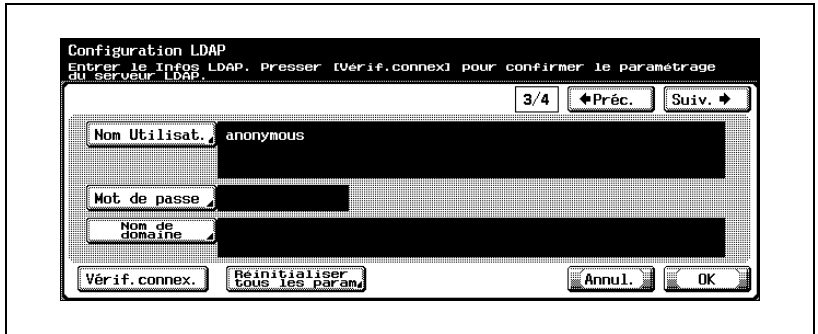 Configuration LDAP
Entrer le Infos LDAP. Presser [Vérif.connex] pour confirmer le paramétrage
du serveur LDAP.
3/4 Préc. Suiv.
Nom Utilisat. anonymous
Mot de passe
Nom de
domaine
Vérif.connex. Réinitialiser
tous les param. Annul. OK